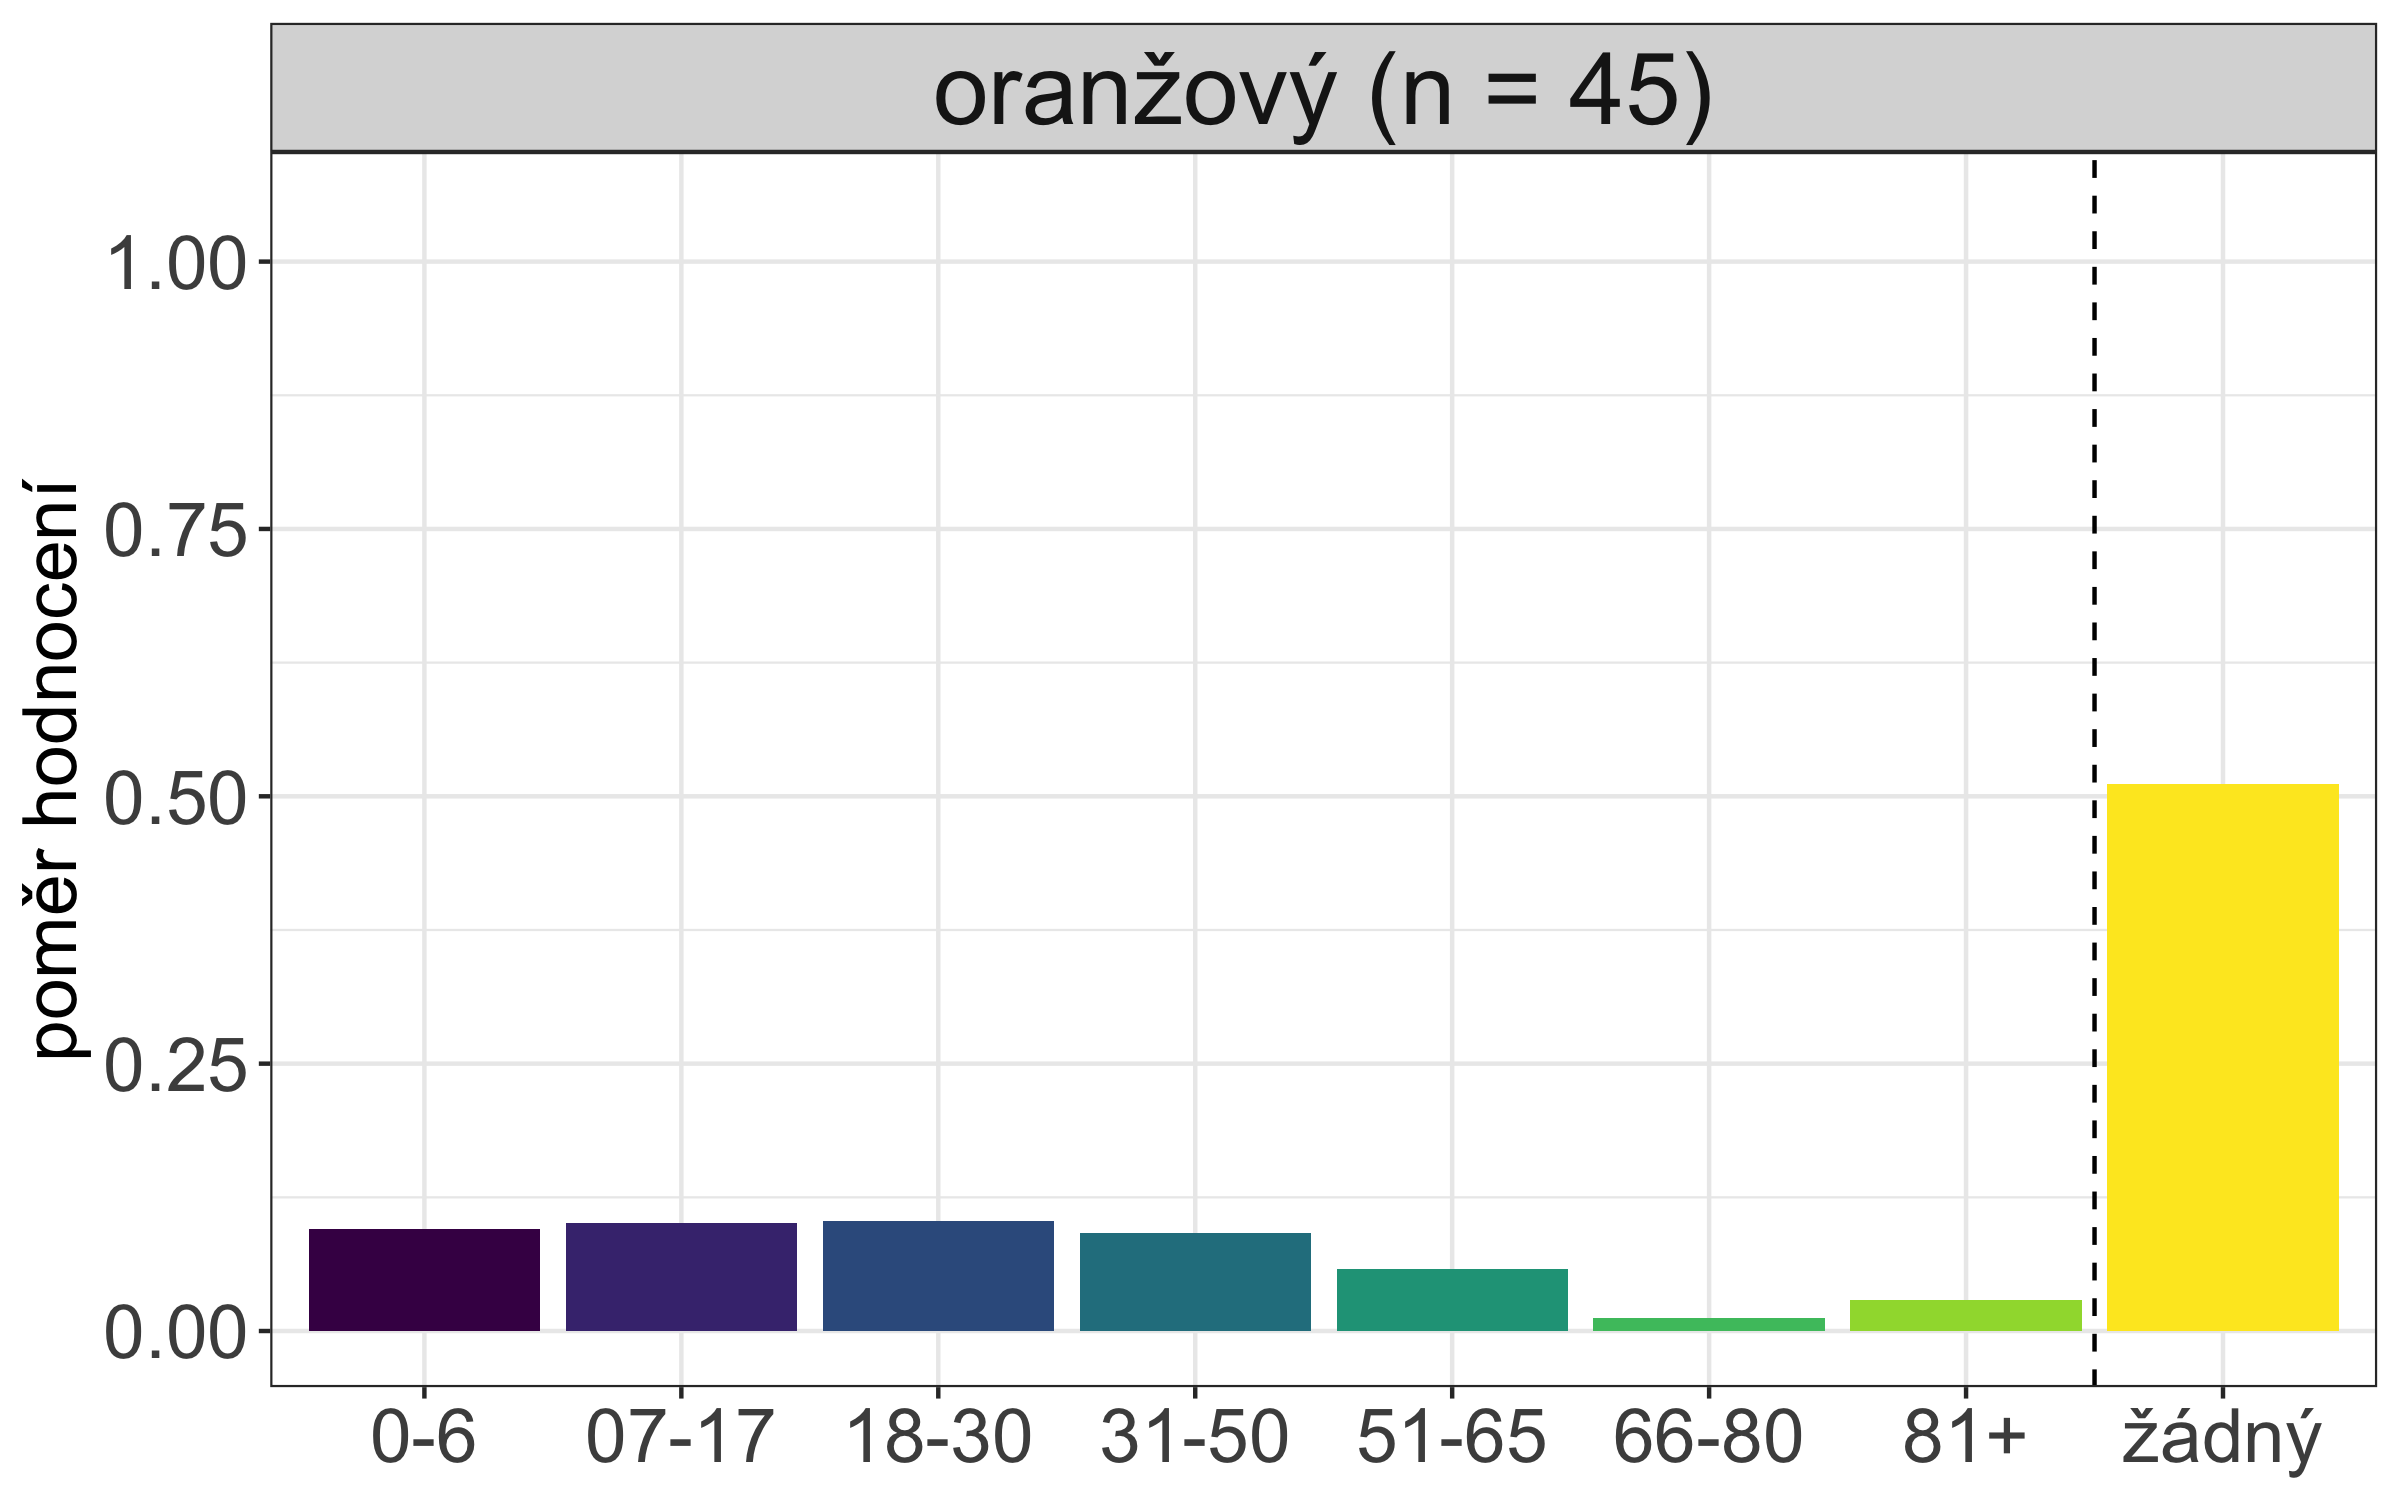 oranžový (n = 45)
poměr hodnocení
1.00
0.75
0.50
0.25
0.00
0-6 07-17 18-30 31-50 51-65 66-80 81+ žádný